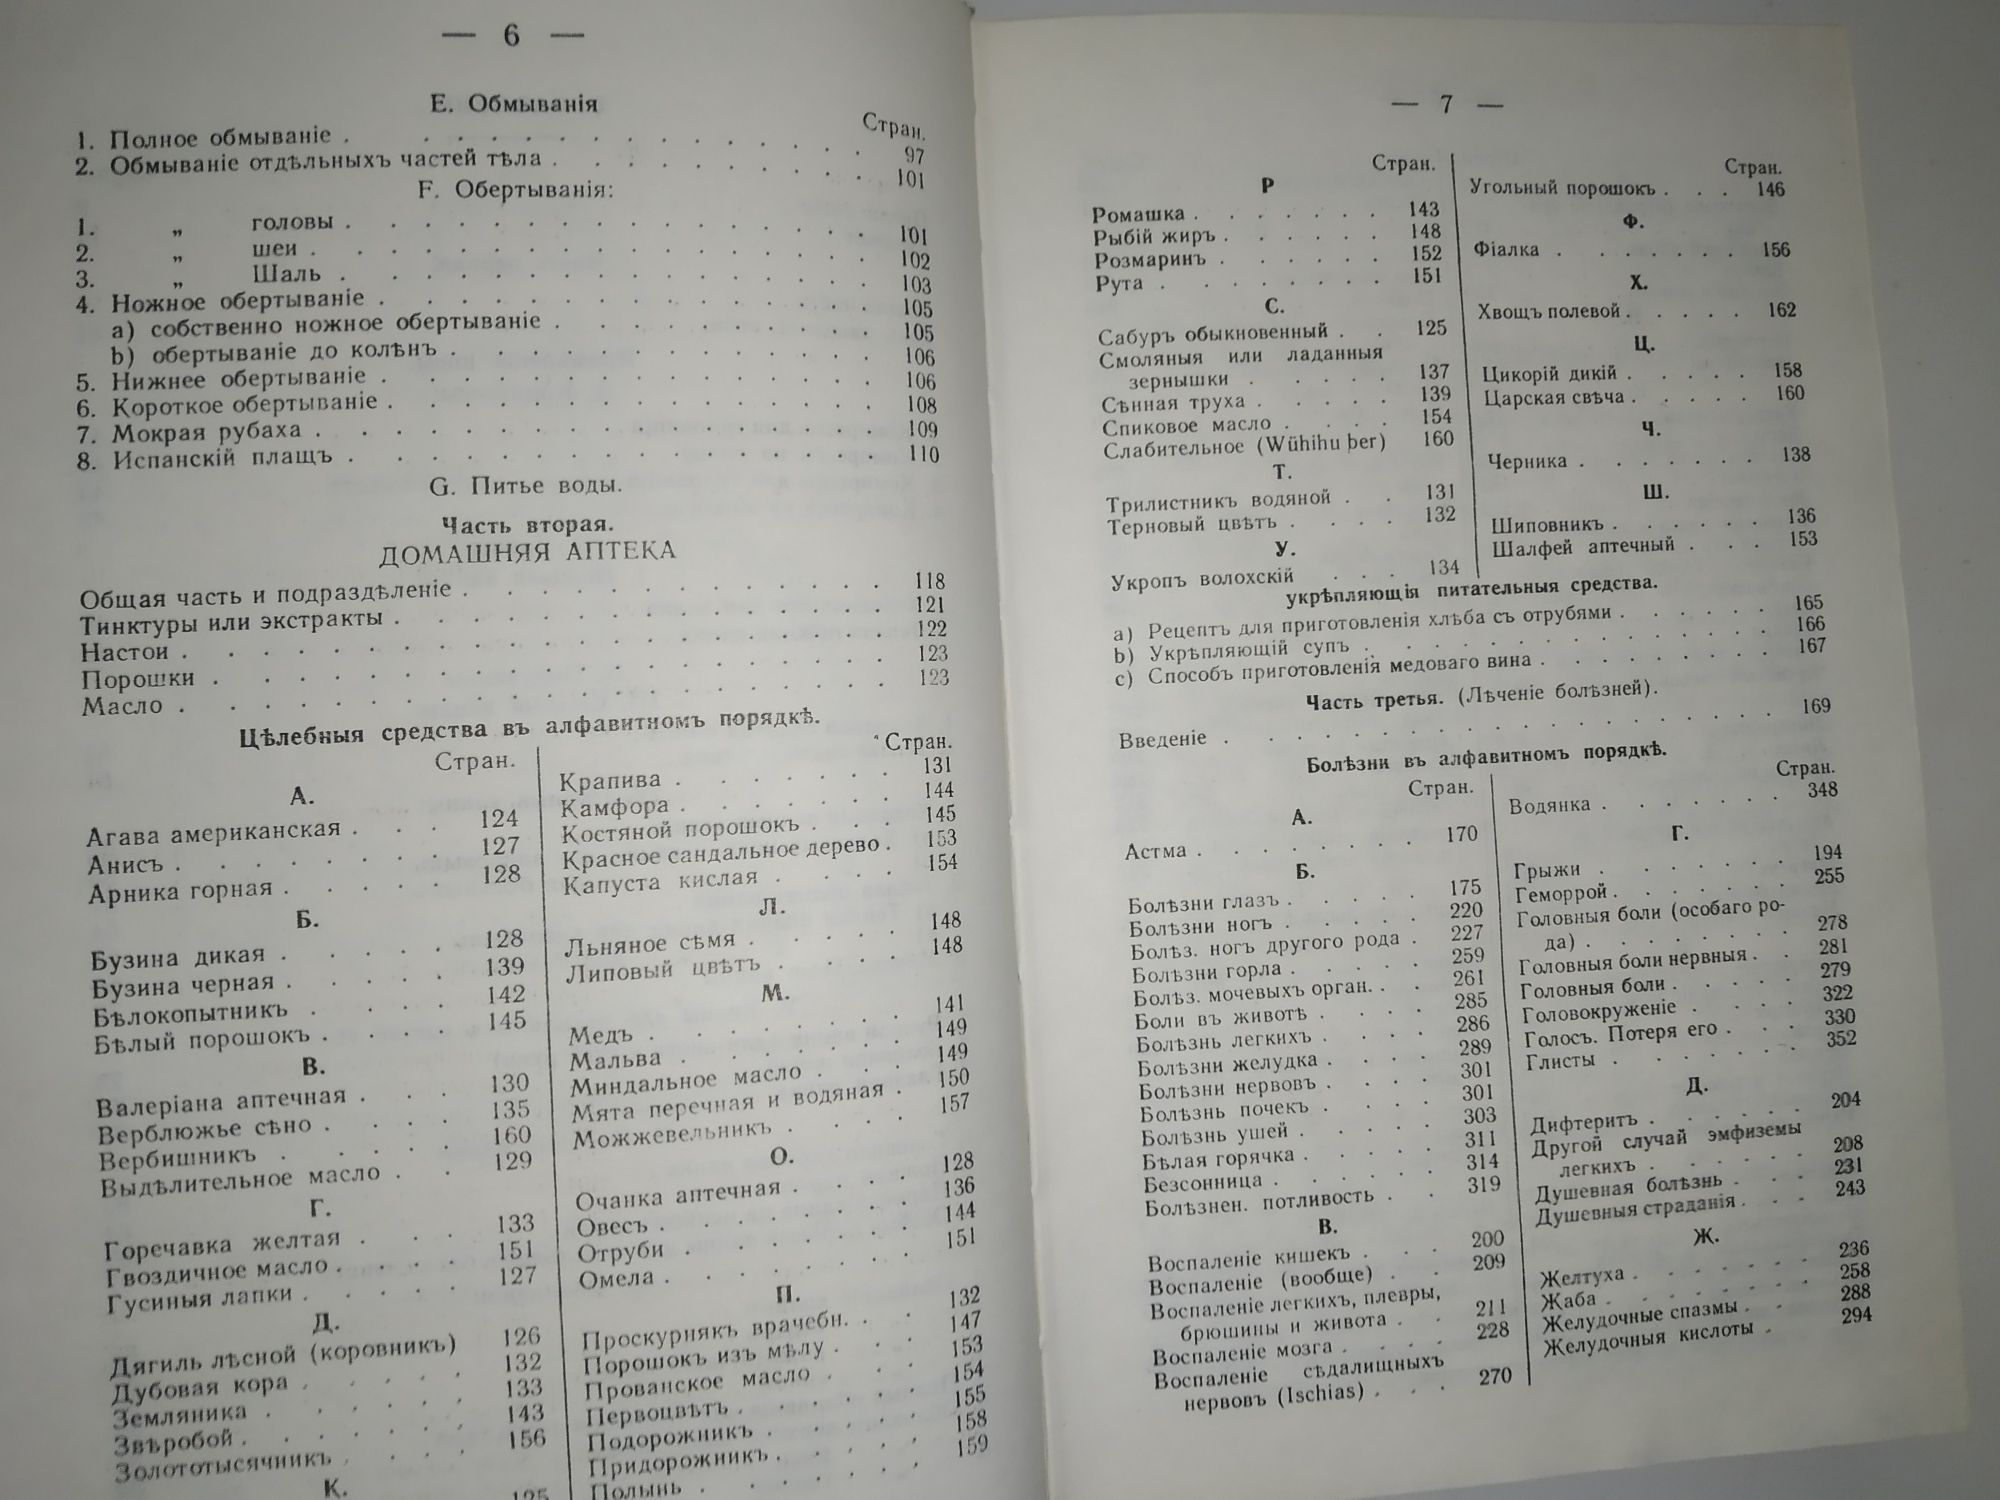 — 6 —
Е. Обмыванія
Стран.
1. Полное обмываніе . . . 97
2. Обмываніе отдѣльныхъ частей тѣла . . . 101
F. Обертыванія:
1. „ головы . . . 101
2. „ шеи . . . 102
3. „ Шаль . . . 103
4. Ножное обертываніе . . . 105
a) собственно ножное обертываніе . . . 105
b) обертываніе до колѣнъ . . . 106
5. Нижнее обертываніе . . . 106
6. Короткое обертываніе . . . 108
7. Мокрая рубаха . . . 109
8. Испанскій плащъ . . . 110
G. Питье воды.
Часть вторая.
ДОМАШНЯЯ АПТЕКА
Общая часть и подраздѣленіе . . . 118
Тинктуры или экстракты . . . 121
Настои . . . 122
Порошки . . . 123
Масло . . . 123
Цѣлебныя средства въ алфавитномъ порядкѣ.
Стран.
А.
Агава американская . . . 124
Анисъ . . . 127
Арника горная . . . 128
Б.
Бузина дикая . . . 128
Бузина черная . . . 139
Бѣлокопытникъ . . . 142
Бѣлый порошокъ . . . 145
В.
Валеріана аптечная . . . 130
Верблюжье сѣно . . . 135
Вербишникъ . . . 160
Выдѣлительное масло . . . 129
Г.
Горечавка желтая . . . 133
Гвоздичное масло . . . 151
Гусиныя лапки . . . 127
Д.
Дягиль лѣсной (коровникъ) 126
Дубовая кора . . . 132
Земляника . . . 133
Звѣробой . . . 143
Золототысячникъ . . . 156
К.
125
Стран.
Крапива . . . 131
Камфора . . . 144
Костяной порошокъ . . . 145
Красное сандальное дерево . 153
Капуста кислая . . . 154
Л.
Льняное сѣмя . . . 148
Липовый цвѣтъ . . . 148
М.
Медъ . . . 141
Мальва . . . 149
Миндальное масло . . . 149
Мята перечная и водяная . 150
Можжевельникъ . . . 157
О.
Очанка аптечная . . . 128
Овесъ . . . 136
Отруби . . . 144
Омела . . . 151
П.
Проскурнякъ врачебн. . . 132
Порошокъ изъ мѣлу . . . 147
Прованское масло . . . 153
Первоцвѣтъ . . . 154
Подорожникъ . . . 155
Придорожникъ . . . 158
Полынь . . . 159
— 7 —
Стран.
Р
Ромашка . . . 143
Рыбій жиръ . . . 148
Розмаринъ . . . 152
Рута . . . 151
С.
Сабуръ обыкновенный . . 125
Смоляныя или ладанныя
зернышки . . . 137
Сѣнная труха . . . 139
Спиковое масло . . . 154
Слабительное (Wühihu ber) 160
Т.
Трилистникъ водяной . . 131
Терновый цвѣтъ . . . 132
У.
Укропъ волохскій . . . 134
Стран.
Угольный порошокъ . . . 146
Ф.
Фіалка . . . 156
Х.
Хвощъ полевой . . . 162
Ц.
Цикорій дикій . . . 158
Царская свѣча . . . 160
Ч.
Черника . . . 138
Ш.
Шиповникъ . . . 136
Шалфей аптечный . . . 153
укрѣпляющія питательныя средства.
a) Рецептъ для приготовленія хлѣба съ отрубями . . . 165
b) Укрѣпляющій супъ . . . 166
c) Способъ приготовленія медоваго вина . . . 167
Часть третья. (Лѣченіе болѣзней).
Введеніе . . . 169
Болѣзни въ алфавитномъ порядкѣ.
Стран.
А.
Астма . . . 170
Б.
Болѣзни глазъ . . . 175
Болѣзни ногъ . . . 220
Болѣз. ногъ другого рода . 227
Болѣзни горла . . . 259
Болѣз. мочевыхъ орган. . . 261
Боли въ животѣ . . . 285
Болѣзнь легкихъ . . . 286
Болѣзни желудка . . . 289
Болѣзни нервовъ . . . 301
Болѣзнь почекъ . . . 301
Болѣзнь ушей . . . 303
Бѣлая горячка . . . 311
Безсонница . . . 314
Болѣзнен. потливость . . 319
В.
Воспаленіе кишекъ . . . 200
Воспаленіе (вообще) . . 209
Воспаленіе легкихъ, плевры,
брюшины и живота . . 211
Воспаленіе мозга . . . 228
Воспаленіе сѣдалищныхъ
нервовъ (Ischias) . . . 270
Стран.
Водянка . . . 348
Г.
Грыжи . . . 194
Геморрой . . . 255
Головныя боли (особаго ро-
да) . . . 278
Головныя боли нервныя . . 281
Головныя боли . . . 279
Головокруженіе . . . 322
Голосъ. Потеря его . . . 330
Глисты . . . 352
Д.
Дифтеритъ . . . 204
Другой случай эмфиземы
легкихъ . . . 208
Душевная болѣзнь . . . 231
Душевныя страданія . . . 243
Ж.
Желтуха . . . 236
Жаба . . . 258
Желудочные спазмы . . 288
Желудочныя кислоты . 294